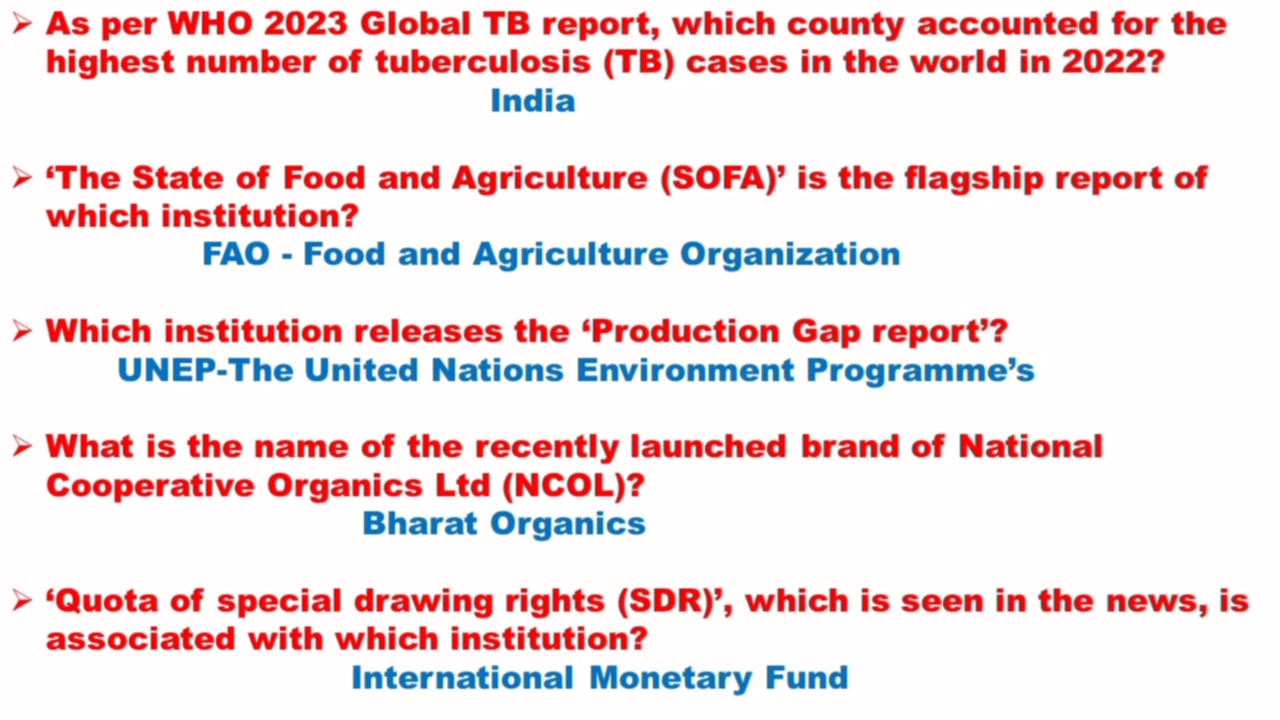 ➢ As per WHO 2023 Global TB report, which county accounted for the
highest number of tuberculosis (TB) cases in the world in 2022?
India
➢ ‘The State of Food and Agriculture (SOFA)’ is the flagship report of
which institution?
FAO - Food and Agriculture Organization
➢ Which institution releases the ‘Production Gap report’?
UNEP-The United Nations Environment Programme’s
➢ What is the name of the recently launched brand of National
Cooperative Organics Ltd (NCOL)?
Bharat Organics
➢ ‘Quota of special drawing rights (SDR)’, which is seen in the news, is
associated with which institution?
International Monetary Fund